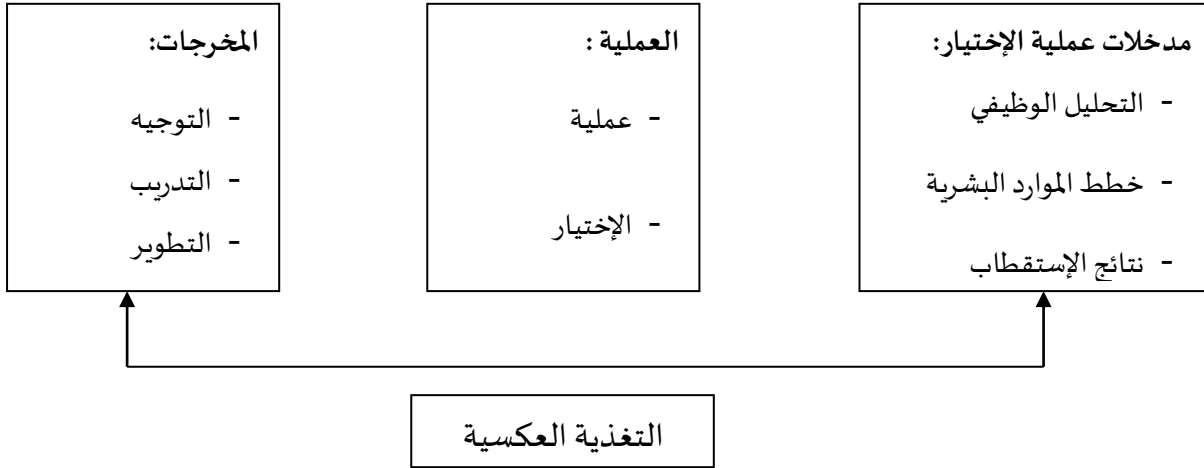 مدخلات عملية الإختيار:
- التحليل الوظيفي
- خطط الموارد البشرية
- نتائج الإستقطاب
العملية :
- عملية
- الإختيار
المخرجات:
- التوجيه
- التدريب
- التطوير
التغذية العكسية